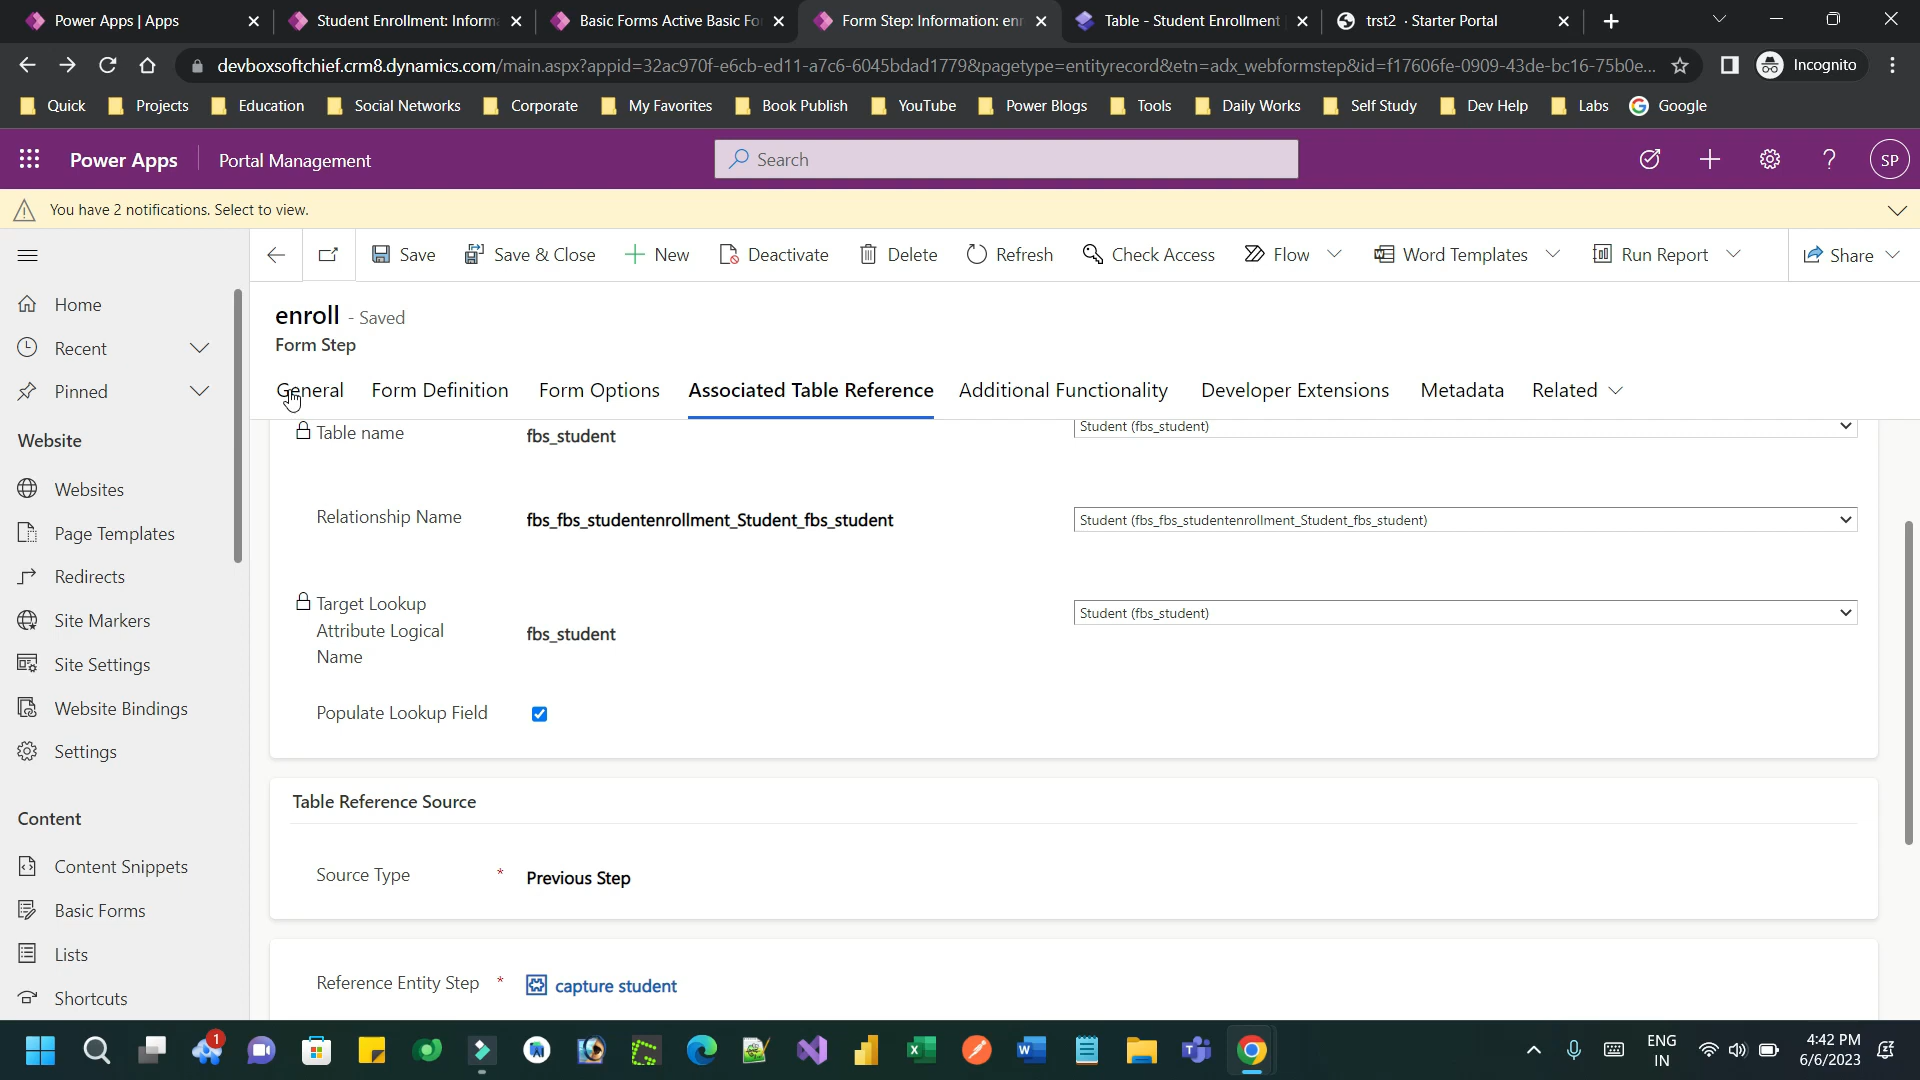 Power Apps | Apps
Student Enrollment: Inform
Basic Forms Active Basic Fo
Form Step: Information: enr
Table - Student Enrollment
trst2 · Starter Portal
devboxsoftchief.crm8.dynamics.com/main.aspx?appid=32ac970f-e6cb-ed11-a7c6-6045bdad1779&pagetype=entityrecord&etn=adx_webformstep&id=f17606fe-0909-43de-bc16-75b0e...
Incognito
Quick
Projects
Education
Social Networks
Corporate
My Favorites
Book Publish
YouTube
Power Blogs
Tools
Daily Works
Self Study
Dev Help
Labs
Google
Power Apps
Portal Management
Search
SP
You have 2 notifications. Select to view.
Save
Save & Close
New
Deactivate
Delete
Refresh
Check Access
Flow
Word Templates
Run Report
Share
Home
Recent
Pinned
Website
Websites
Page Templates
Redirects
Site Markers
Site Settings
Website Bindings
Settings
Content
Content Snippets
Basic Forms
Lists
Shortcuts
enroll - Saved
Form Step
General
Form Definition
Form Options
Associated Table Reference
Additional Functionality
Developer Extensions
Metadata
Related
Table name
fbs_student
Student (fbs_student)
Relationship Name
fbs_fbs_studentenrollment_Student_fbs_student
Student (fbs_fbs_studentenrollment_Student_fbs_student)
Target Lookup
Attribute Logical
Name
fbs_student
Student (fbs_student)
Populate Lookup Field
Table Reference Source
Source Type *
Previous Step
Reference Entity Step *
capture student
1
ENG
IN
4:42 PM
6/6/2023